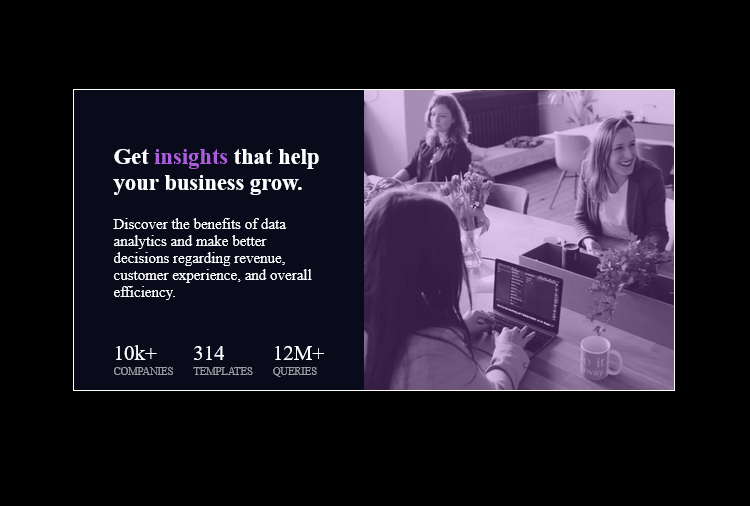 Get insights that help
your business grow.
Discover the benefits of data
analytics and make better
decisions regarding revenue,
customer experience, and overall
efficiency.
10k+ 314 12M+
COMPANIES TEMPLATES QUERIES